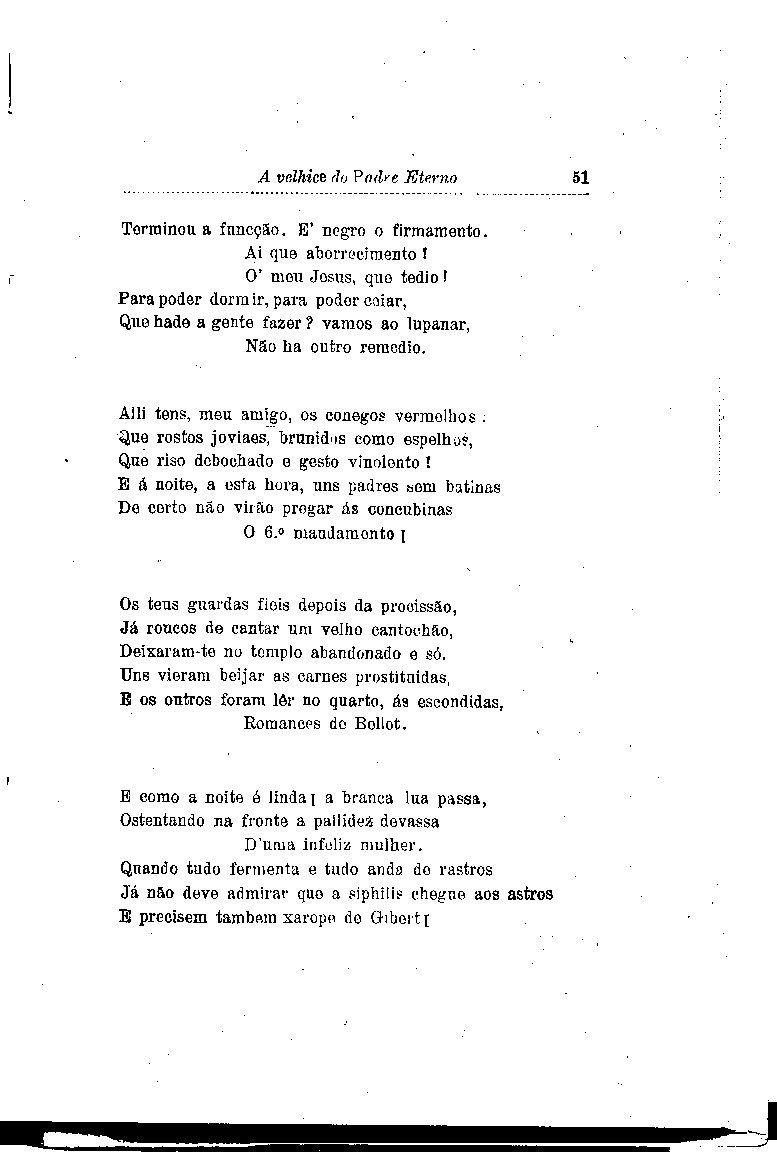 A velhice do Padre Eterno 51
Terminou a funcção. E' negro o firmamento.
Ai que aborrecimento!
O' meu Jesus, que tedio!
Para poder dormir, para poder ceiar,
Que hade a gente fazer? vamos ao lupanar,
Não ha outro remedio.
Alli tens, meu amigo, os conegos vermelhos:
Que rostos joviaes, brunidos como espelhos,
Que riso debochado e gesto vinolento!
E á noite, a esta hora, uns padres sem batinas
De certo não virão prégar ás concubinas
O 6.º mandamento!
Os teus guardas fieis depois da procissão,
Já roucos de cantar um velho cantochão,
Deixaram-te no templo abandonado e só.
Uns vieram beijar as carnes prostituidas,
E os outros foram lêr no quarto, ás escondidas,
Romances de Bellot.
E como a noite é linda! a branca lua passa,
Ostentando na fronte a pallidez devassa
D'uma infeliz mulher.
Quando tudo fermenta e tudo anda de rastros
Já não deve admirar que a siphilis chegue aos astros
E precisem tambem xarope de Gibert!